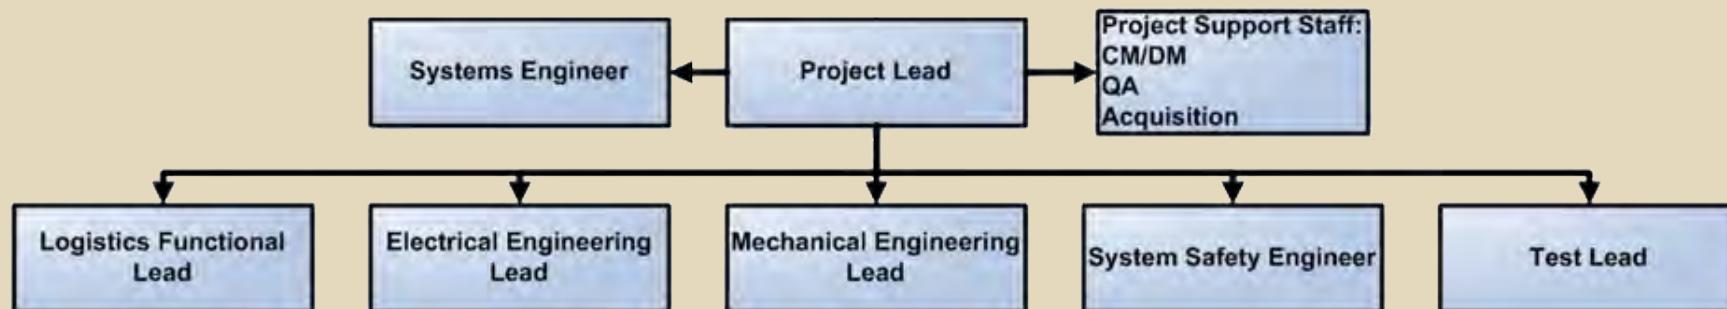 Systems Engineer
Project Lead
Project Support Staff:
CM/DM
QA
Acquisition
Logistics Functional
Lead
Electrical Engineering
Lead
Mechanical Engineering
Lead
System Safety Engineer
Test Lead